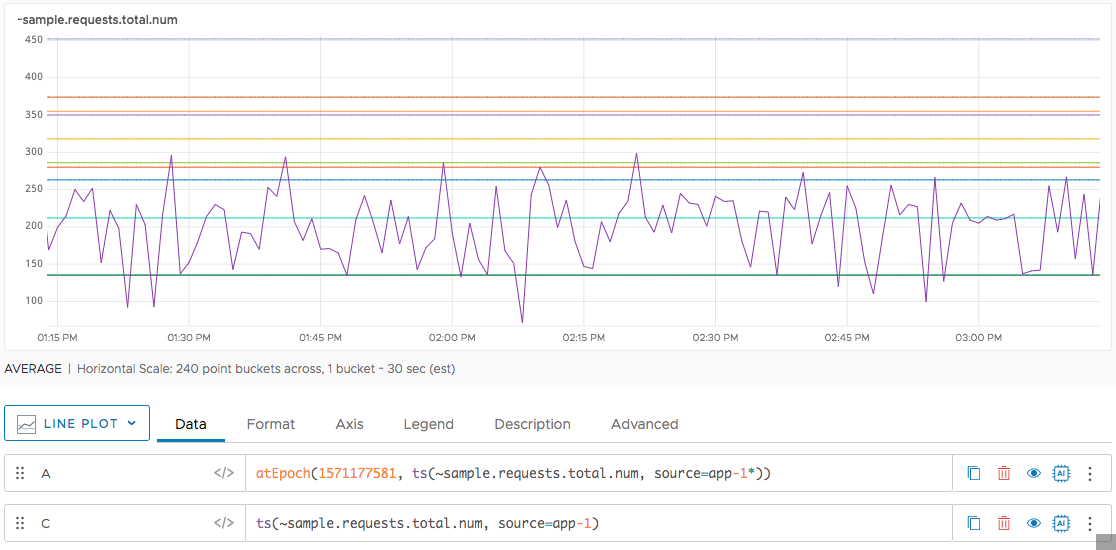 ~sample.requests.total.num
450
400
350
300
250
200
150
100
01:15 PM 01:30 PM 01:45 PM 02:00 PM 02:15 PM 02:30 PM 02:45 PM 03:00 PM
AVERAGE | Horizontal Scale: 240 point buckets across, 1 bucket ~ 30 sec (est)
LINE PLOT Data Format Axis Legend Description Advanced
A </> atEpoch(1571177581, ts(~sample.requests.total.num, source=app-1*)) AI
C </> ts(~sample.requests.total.num, source=app-1) AI